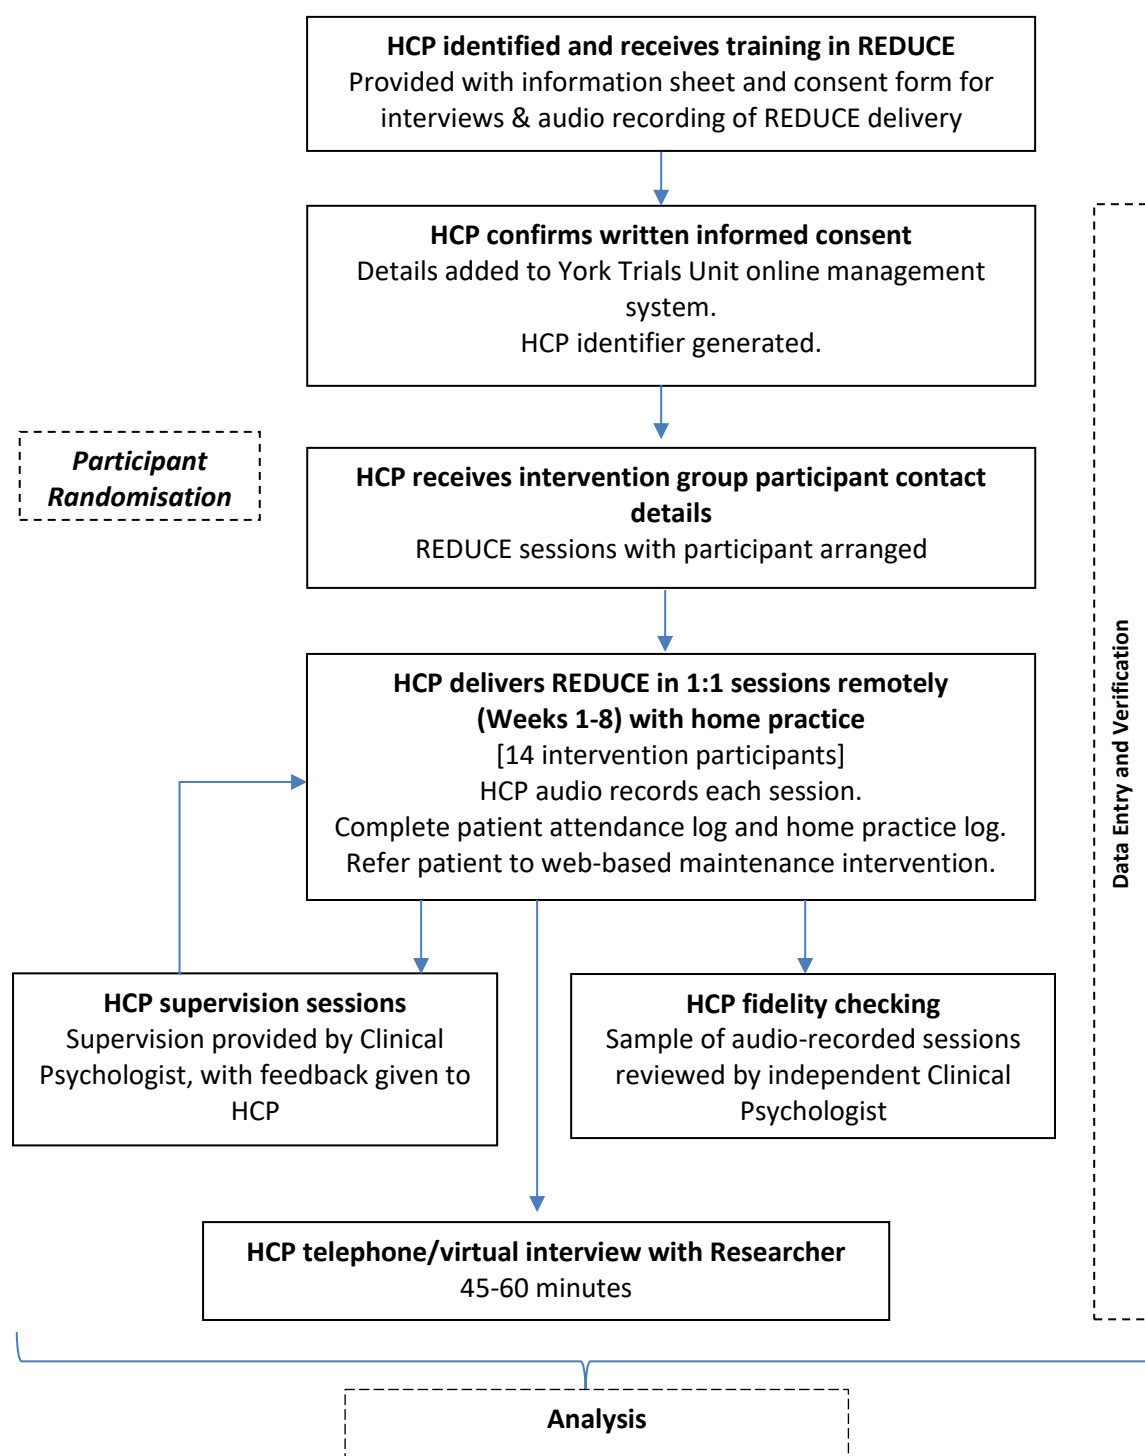 HCP identified and receives training in REDUCE
Provided with information sheet and consent form for
interviews & audio recording of REDUCE delivery
HCP confirms written informed consent
Details added to York Trials Unit online management
system.
HCP identifier generated.
Participant
Randomisation
HCP receives intervention group participant contact
details
REDUCE sessions with participant arranged
HCP delivers REDUCE in 1:1 sessions remotely
(Weeks 1-8) with home practice
[14 intervention participants]
HCP audio records each session.
Complete patient attendance log and home practice log.
Refer patient to web-based maintenance intervention.
Data Entry and Verification
HCP supervision sessions
Supervision provided by Clinical
Psychologist, with feedback given to
HCP
HCP fidelity checking
Sample of audio-recorded sessions
reviewed by independent Clinical
Psychologist
HCP telephone/virtual interview with Researcher
45-60 minutes
Analysis